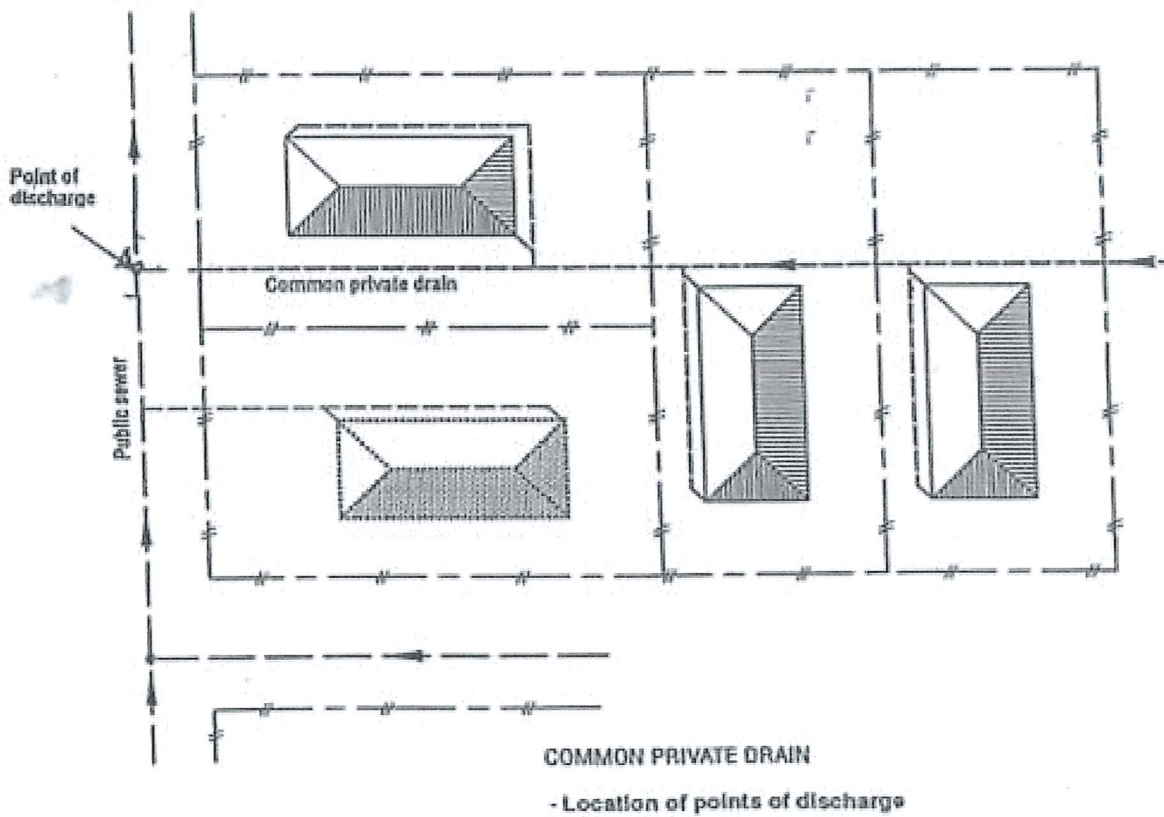 Point of
discharge
Common private drain
Public sewer
COMMON PRIVATE DRAIN
- Location of points of discharge